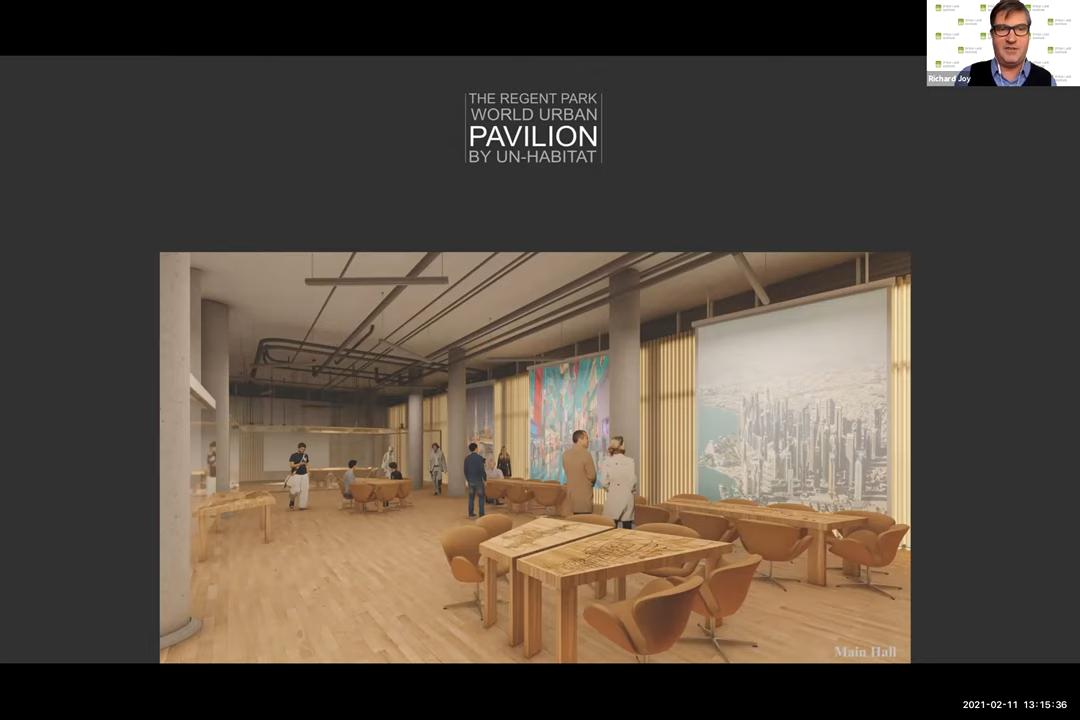 THE REGENT PARK
WORLD URBAN
PAVILION
BY UN-HABITAT
Richard Joy
Main Hall
2021-02-11 13:15:36